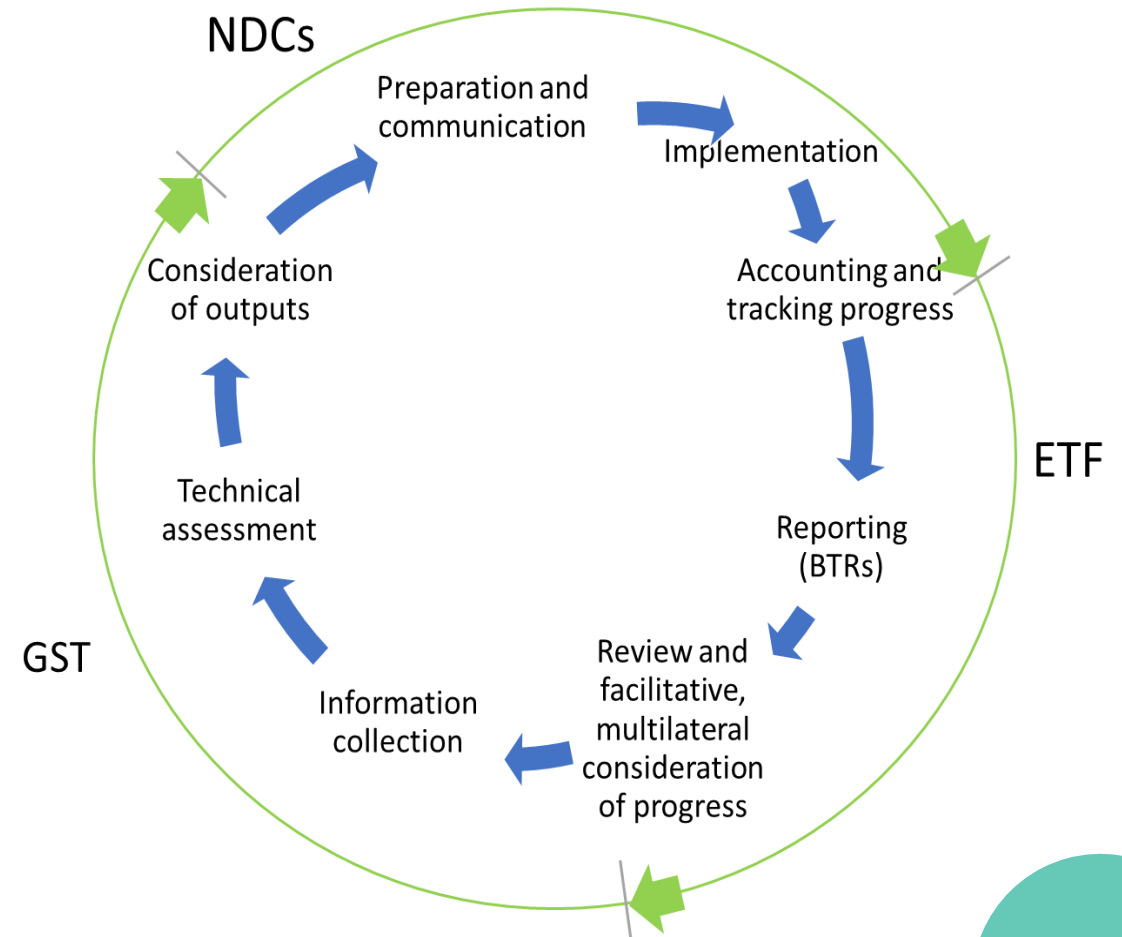 NDCs
Preparation and
communication
Implementation
Accounting and
tracking progress
ETF
Reporting
(BTRs)
Review and
facilitative,
multilateral
consideration
of progress
Information
collection
GST
Technical
assessment
Consideration
of outputs